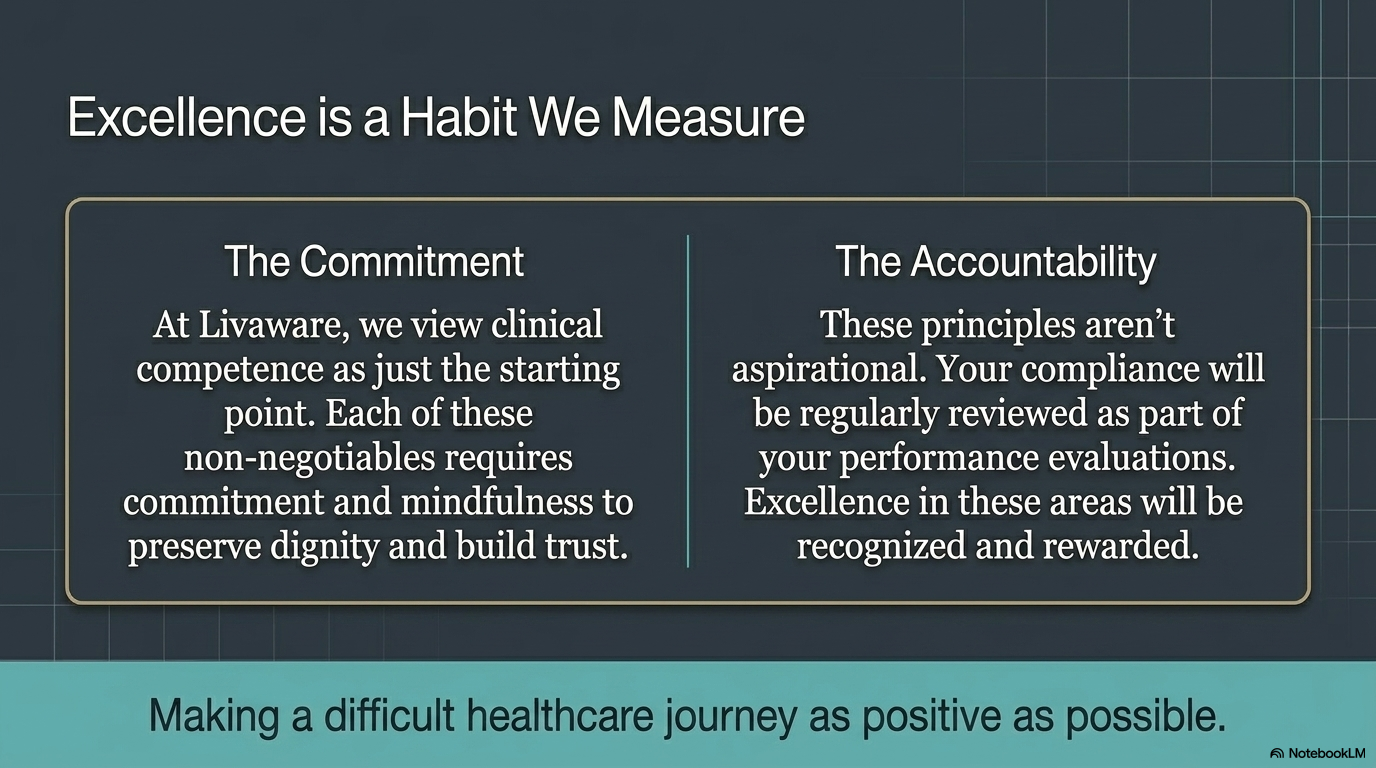 Excellence is a Habit We Measure
The Commitment
At Livaware, we view clinical
competence as just the starting
point. Each of these
non-negotiables requires
commitment and mindfulness to
preserve dignity and build trust.
The Accountability
These principles aren’t
aspirational. Your compliance will
be regularly reviewed as part of
your performance evaluations.
Excellence in these areas will be
recognized and rewarded.
Making a difficult healthcare journey as positive as possible.
NotebookLM